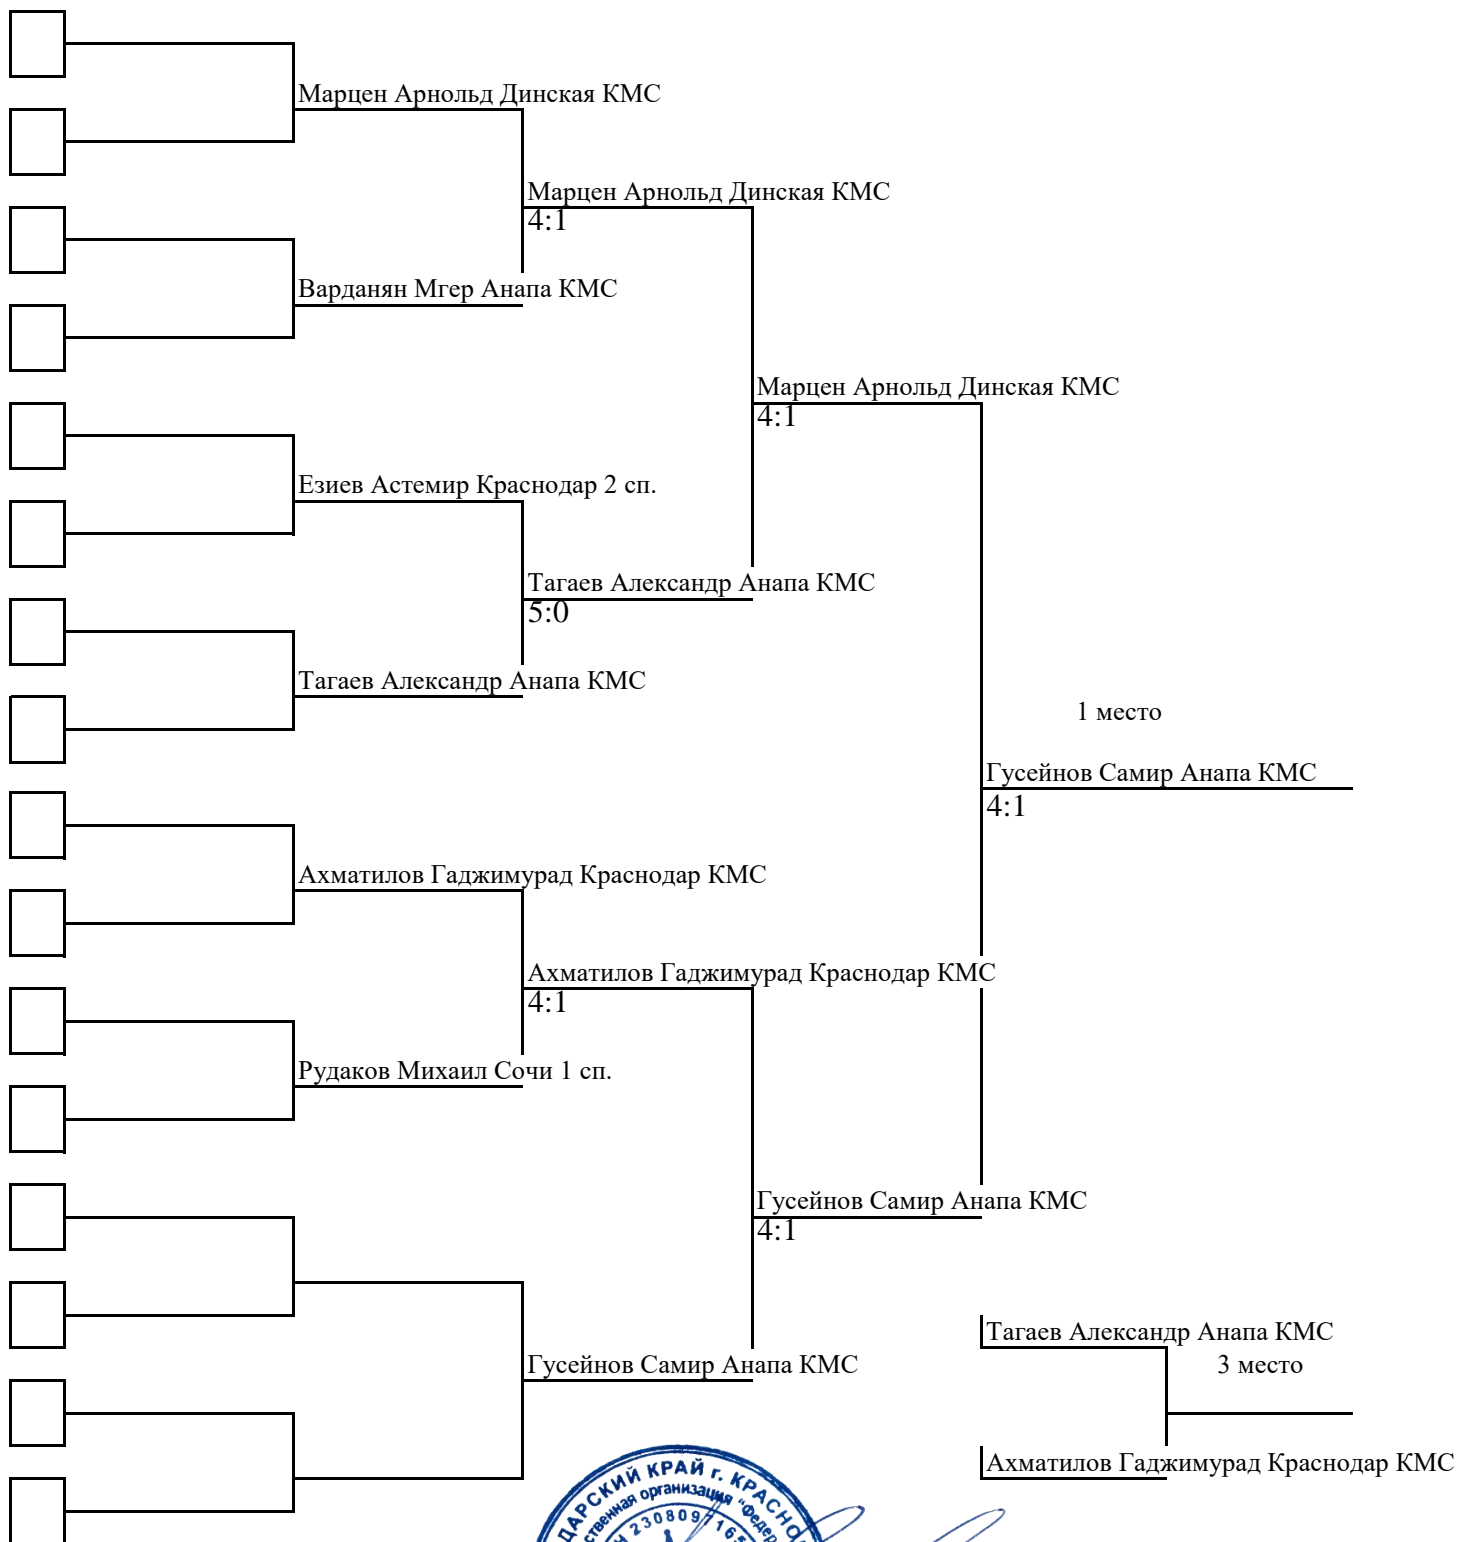 Марцен Арнольд Динская КМС
Марцен Арнольд Динская КМС
4:1
Варданян Мгер Анапа КМС
Марцен Арнольд Динская КМС
4:1
Езиев Астемир Краснодар 2 сп.
Тагаев Александр Анапа КМС
5:0
Тагаев Александр Анапа КМС
1 место
Гусейнов Самир Анапа КМС
4:1
Ахматилов Гаджимурад Краснодар КМС
Ахматилов Гаджимурад Краснодар КМС
4:1
Рудаков Михаил Сочи 1 сп.
Гусейнов Самир Анапа КМС
4:1
Тагаев Александр Анапа КМС
Гусейнов Самир Анапа КМС
3 место
Ахматилов Гаджимурад Краснодар КМС
ДАРСКИЙ КРАЙ г. КРАСНО
ственная организация "Федер